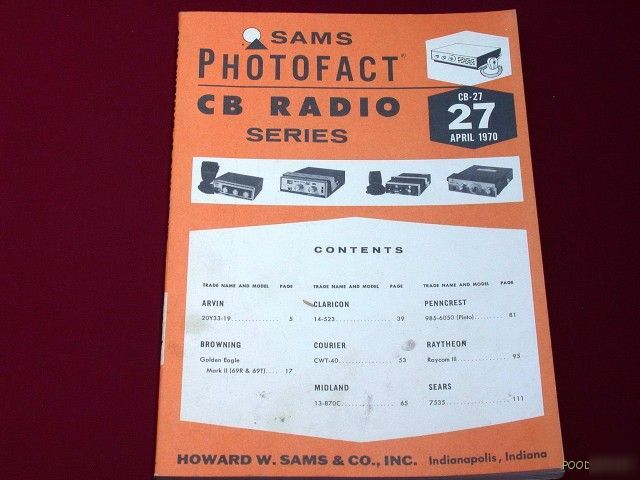 SAMS
PHOTOFACT®
CB RADIO
SERIES
CB-27
27
APRIL 1970
CONTENTS
TRADE NAME AND MODEL PAGE
ARVIN
20Y33-19.............. 5
BROWNING
Golden Eagle
Mark II (69R & 69T).... 17
TRADE NAME AND MODEL PAGE
CLARICON
14-523................ 39
COURIER
CWT-40............... 53
MIDLAND
13-870C............... 65
TRADE NAME AND MODEL PAGE
PENNCREST
985-6050 (Pinto)......... 81
RAYTHEON
Raycom III.............. 95
SEARS
7535.................. 111
HOWARD W. SAMS & CO., INC. Indianapolis, Indiana